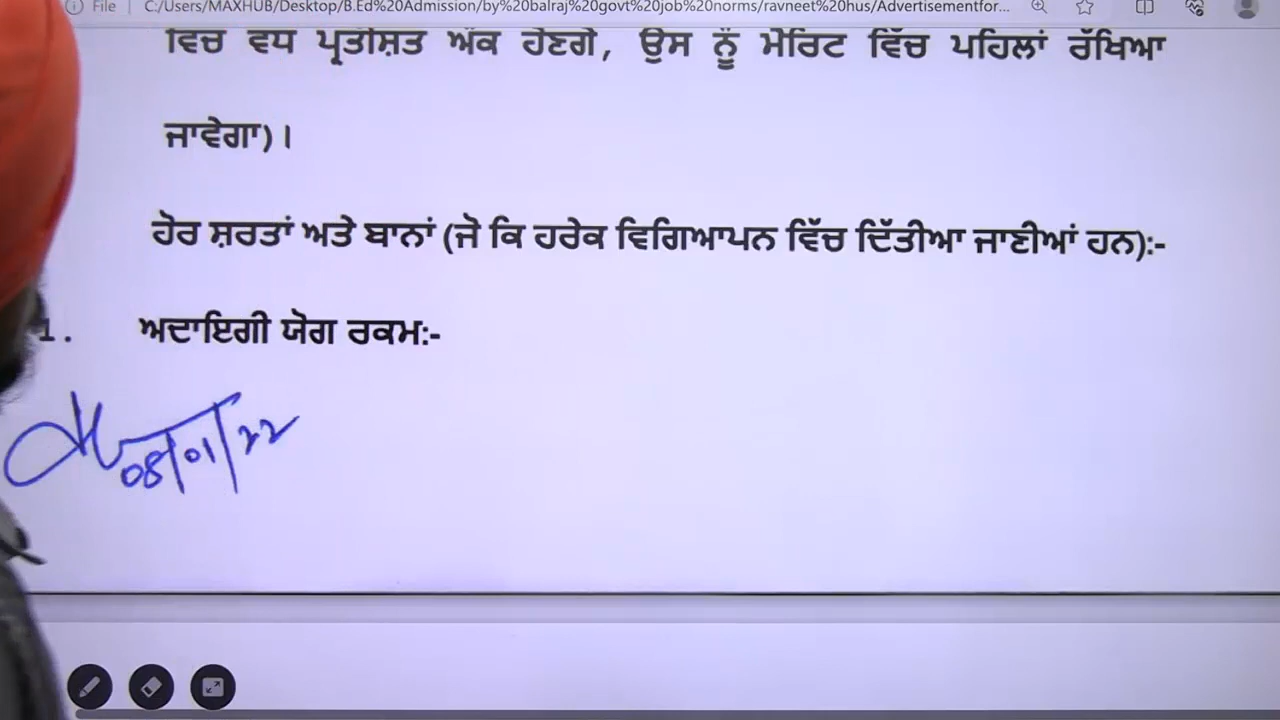 File C:/Users/MAXHUB/Desktop/B.Ed%20Admission/by%20balraj%20govt%20job%20norms/ravneet%20hus/Advertisementfor...
ਵਿੱਚ ਵੱਧ ਪ੍ਰਤੀਸ਼ਤ ਅੰਕ ਹੋਣਗੇ, ਉਸ ਨੂੰ ਮੈਰਿਟ ਵਿੱਚ ਪਹਿਲਾਂ ਰੱਖਿਆ
ਜਾਵੇਗਾ)।
ਹੋਰ ਸ਼ਰਤਾਂ ਅਤੇ ਬਾਨਾਂ (ਜੋ ਕਿ ਹਰੇਕ ਵਿਗਿਆਪਨ ਵਿੱਚ ਦਿੱਤੀਆ ਜਾਣੀਆਂ ਹਨ):-
1. ਅਦਾਇਗੀ ਯੋਗ ਰਕਮ:-
08/01/22